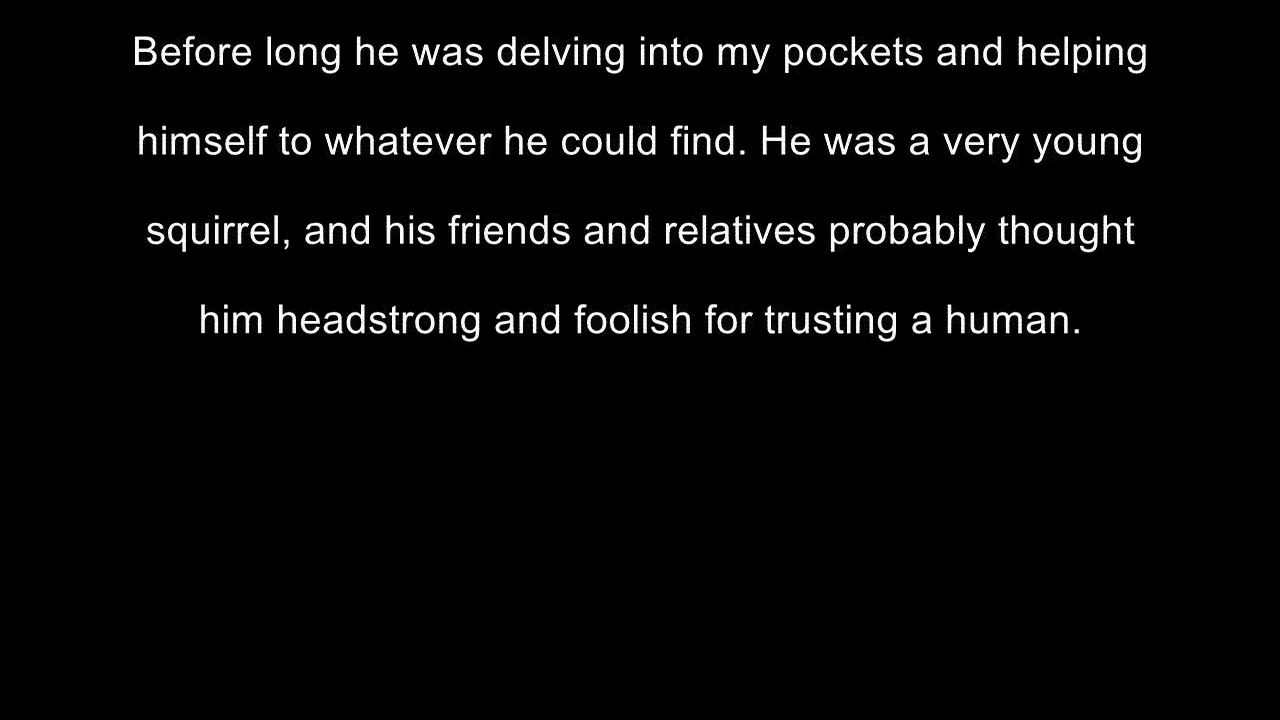 Before long he was delving into my pockets and helping
himself to whatever he could find. He was a very young
squirrel, and his friends and relatives probably thought
him headstrong and foolish for trusting a human.